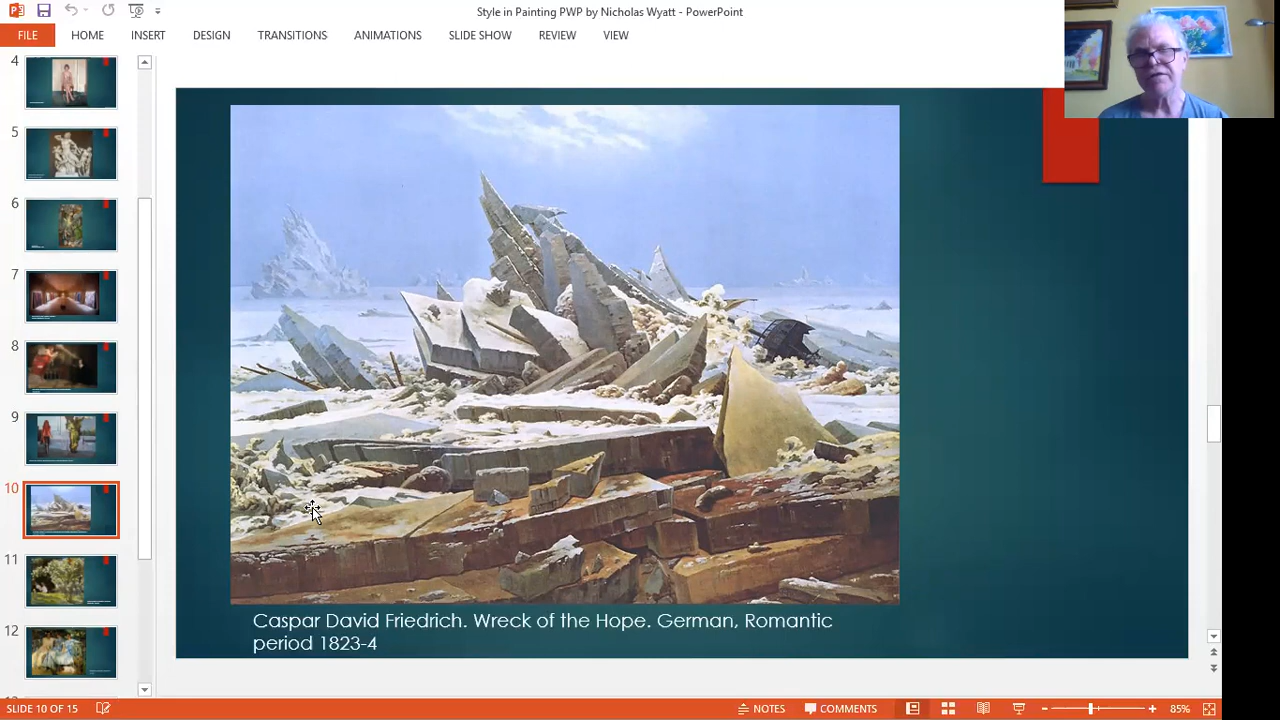 Style in Painting PWP by Nicholas Wyatt - PowerPoint
FILE HOME INSERT DESIGN TRANSITIONS ANIMATIONS SLIDE SHOW REVIEW VIEW
4
5
6
7
8
9
10
11
12
Caspar David Friedrich. Wreck of the Hope. German, Romantic
period 1823-4
SLIDE 10 OF 15 NOTES COMMENTS 85%